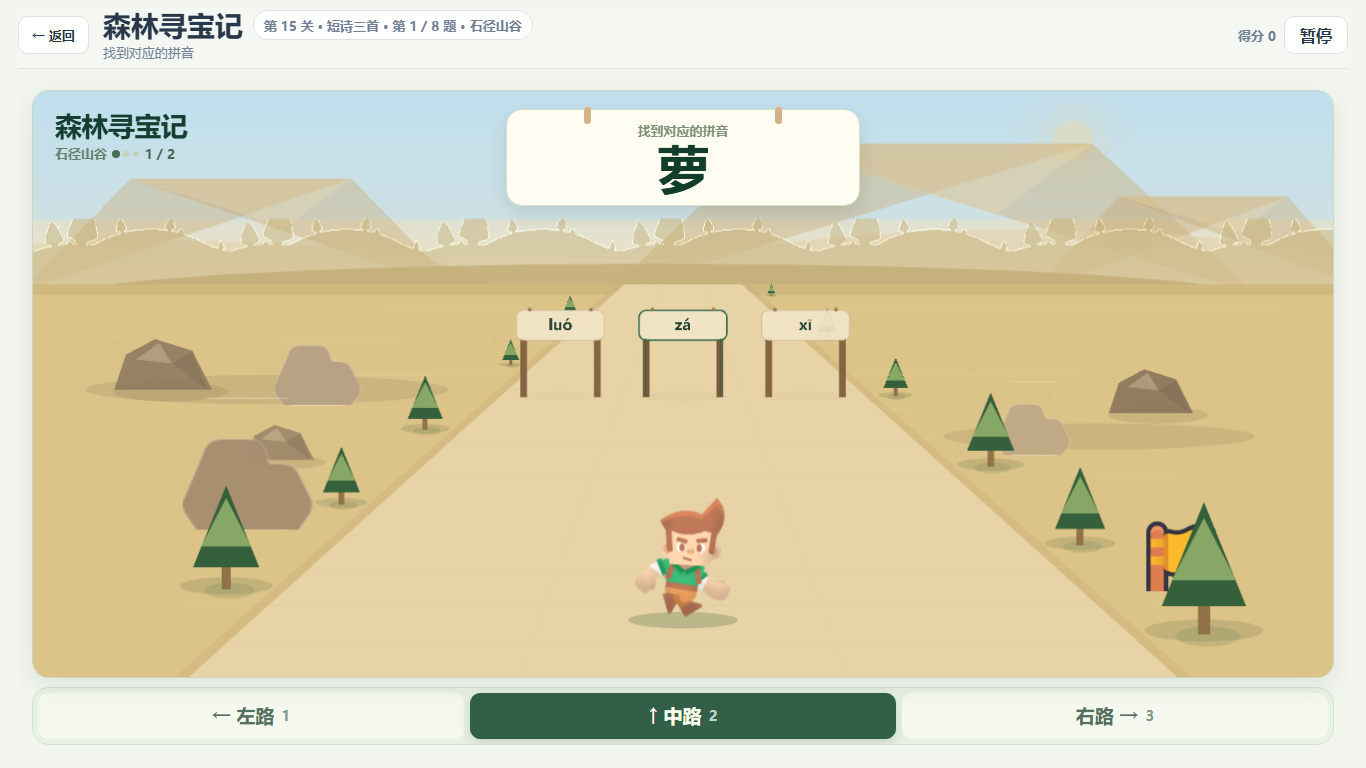 ← 返回
森林寻宝记
第 15 关 • 短诗三首 • 第 1 / 8 题 • 石径山谷
找到对应的拼音
得分 0
暂停
森林寻宝记
石径山谷 1 / 2
找到对应的拼音
萝
luó
zá
xī
← 左路 1
↑ 中路 2
右路 → 3